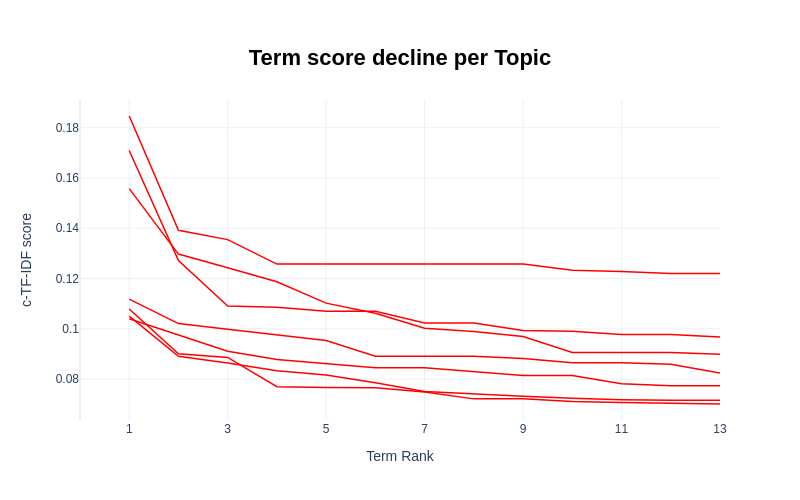 Term score decline per Topic
0.18
0.16
0.14
0.12
0.1
0.08
c-TF-IDF score
1 3 5 7 9 11 13
Term Rank